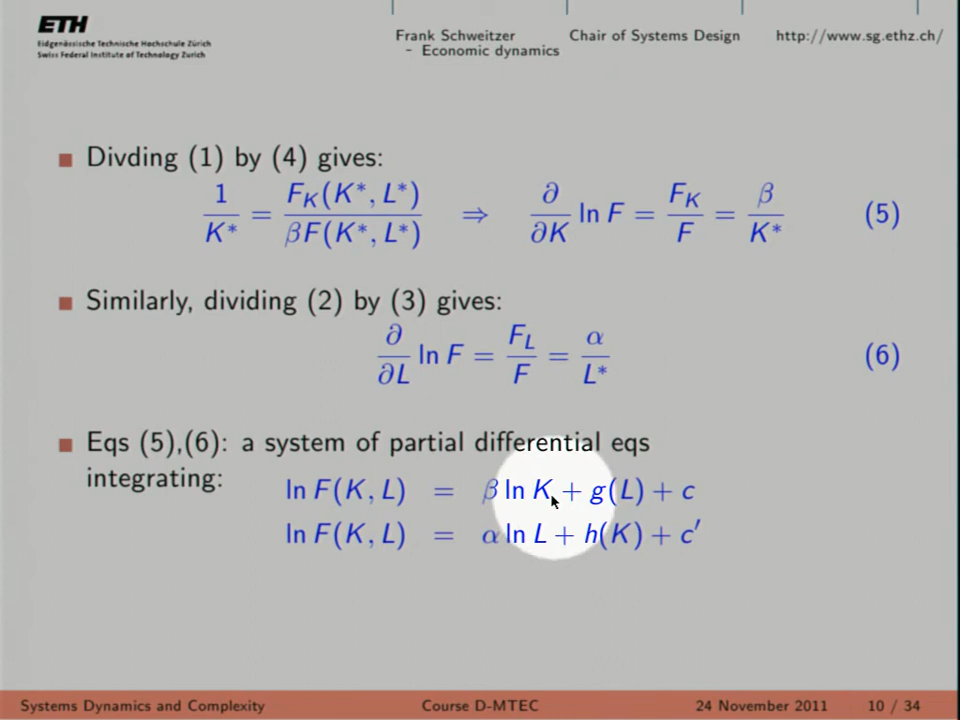 ETH
Eidgenössische Technische Hochschule Zürich
Swiss Federal Institute of Technology Zurich
Frank Schweitzer
- Economic dynamics
Chair of Systems Design
http://www.sg.ethz.ch/
Divding (1) by (4) gives:
1/K* = F_K(K*, L*)/βF(K*, L*) ⇒ ∂/∂K ln F = F_K/F = β/K* (5)
Similarly, dividing (2) by (3) gives:
∂/∂L ln F = F_L/F = α/L* (6)
Eqs (5),(6): a system of partial differential eqs
integrating:
ln F(K, L) = β ln K + g(L) + c
ln F(K, L) = α ln L + h(K) + c′
Systems Dynamics and Complexity
Course D-MTEC
24 November 2011
10 / 34